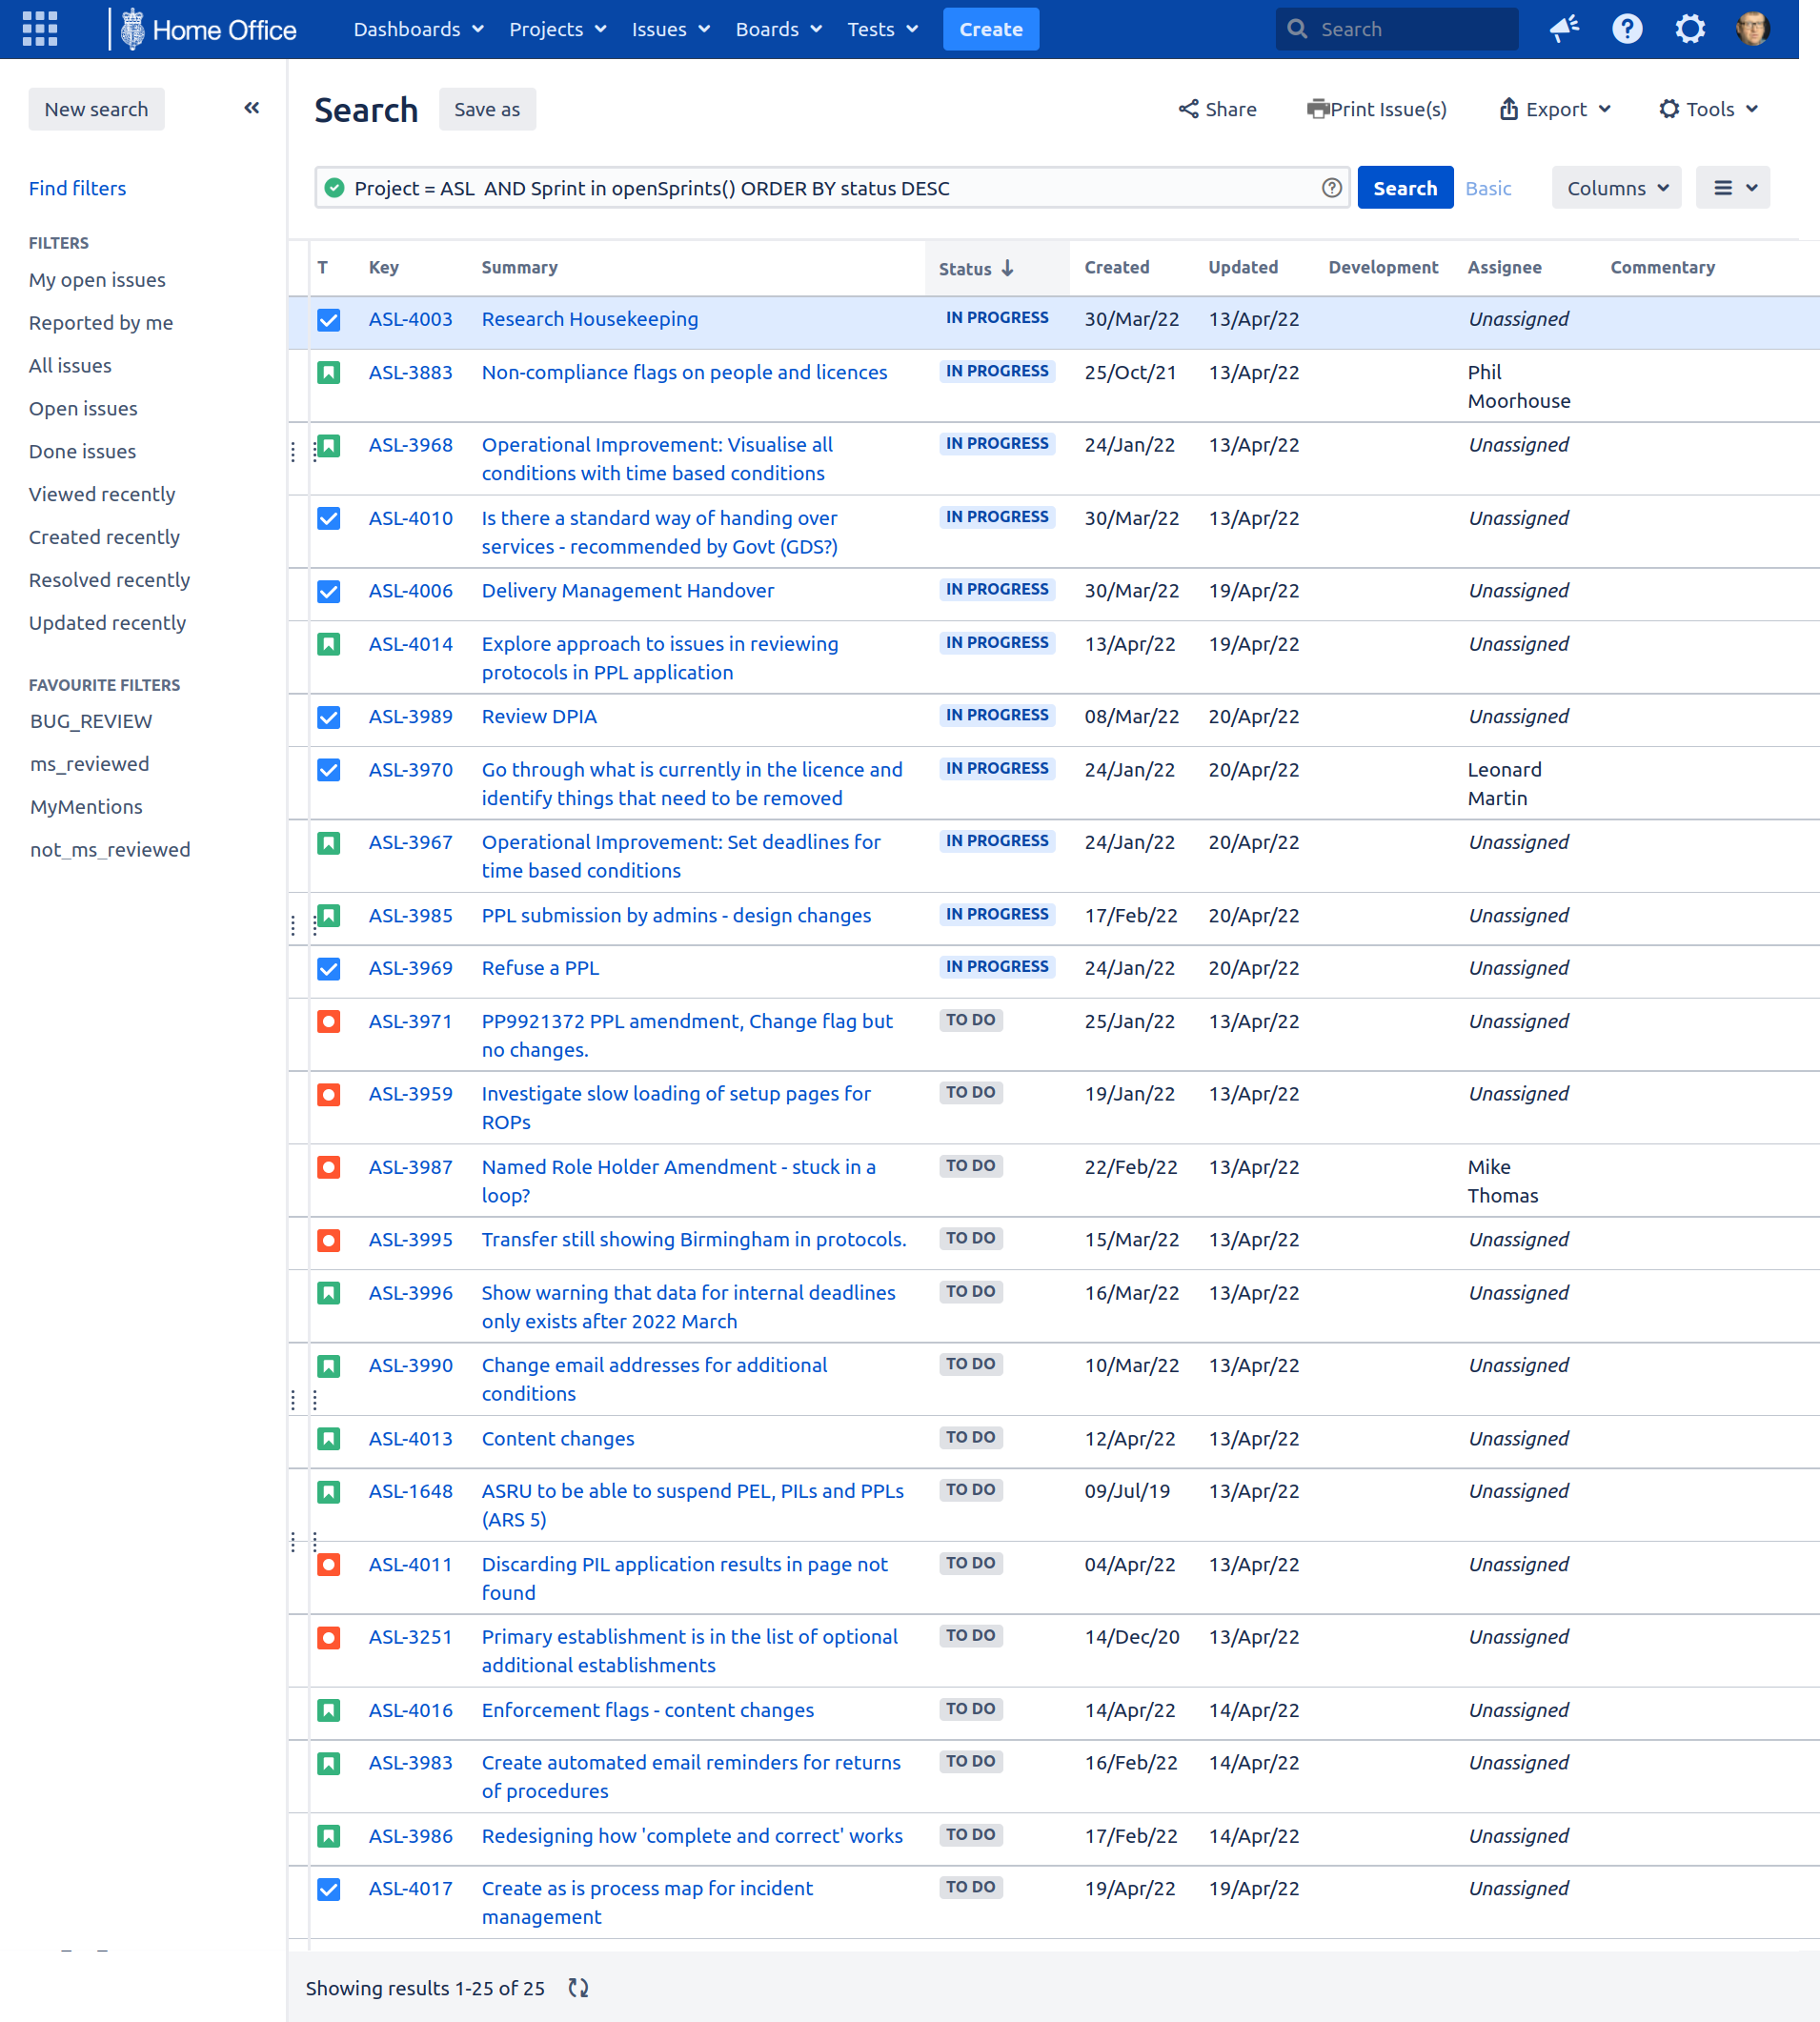 Home Office Dashboards Projects Issues Boards Tests Create Search
New search
Find filters
FILTERS
My open issues
Reported by me
All issues
Open issues
Done issues
Viewed recently
Created recently
Resolved recently
Updated recently
FAVOURITE FILTERS
BUG_REVIEW
ms_reviewed
MyMentions
not_ms_reviewed
Search Save as Share Print Issue(s) Export Tools
Project = ASL AND Sprint in openSprints() ORDER BY status DESC Search Basic Columns
T Key Summary Status Created Updated Development Assignee Commentary
ASL-4003 Research Housekeeping IN PROGRESS 30/Mar/22 13/Apr/22 Unassigned
ASL-3883 Non-compliance flags on people and licences IN PROGRESS 25/Oct/21 13/Apr/22 Phil
Moorhouse
ASL-3968 Operational Improvement: Visualise all IN PROGRESS 24/Jan/22 13/Apr/22 Unassigned
conditions with time based conditions
ASL-4010 Is there a standard way of handing over IN PROGRESS 30/Mar/22 13/Apr/22 Unassigned
services - recommended by Govt (GDS?)
ASL-4006 Delivery Management Handover IN PROGRESS 30/Mar/22 19/Apr/22 Unassigned
ASL-4014 Explore approach to issues in reviewing IN PROGRESS 13/Apr/22 19/Apr/22 Unassigned
protocols in PPL application
ASL-3989 Review DPIA IN PROGRESS 08/Mar/22 20/Apr/22 Unassigned
ASL-3970 Go through what is currently in the licence and IN PROGRESS 24/Jan/22 20/Apr/22 Leonard
identify things that need to be removed Martin
ASL-3967 Operational Improvement: Set deadlines for IN PROGRESS 24/Jan/22 20/Apr/22 Unassigned
time based conditions
ASL-3985 PPL submission by admins - design changes IN PROGRESS 17/Feb/22 20/Apr/22 Unassigned
ASL-3969 Refuse a PPL IN PROGRESS 24/Jan/22 20/Apr/22 Unassigned
ASL-3971 PP9921372 PPL amendment, Change flag but TO DO 25/Jan/22 13/Apr/22 Unassigned
no changes.
ASL-3959 Investigate slow loading of setup pages for TO DO 19/Jan/22 13/Apr/22 Unassigned
ROPs
ASL-3987 Named Role Holder Amendment - stuck in a TO DO 22/Feb/22 13/Apr/22 Mike
loop? Thomas
ASL-3995 Transfer still showing Birmingham in protocols. TO DO 15/Mar/22 13/Apr/22 Unassigned
ASL-3996 Show warning that data for internal deadlines TO DO 16/Mar/22 13/Apr/22 Unassigned
only exists after 2022 March
ASL-3990 Change email addresses for additional TO DO 10/Mar/22 13/Apr/22 Unassigned
conditions
ASL-4013 Content changes TO DO 12/Apr/22 13/Apr/22 Unassigned
ASL-1648 ASRU to be able to suspend PEL, PILs and PPLs TO DO 09/Jul/19 13/Apr/22 Unassigned
(ARS 5)
ASL-4011 Discarding PIL application results in page not TO DO 04/Apr/22 13/Apr/22 Unassigned
found
ASL-3251 Primary establishment is in the list of optional TO DO 14/Dec/20 13/Apr/22 Unassigned
additional establishments
ASL-4016 Enforcement flags - content changes TO DO 14/Apr/22 14/Apr/22 Unassigned
ASL-3983 Create automated email reminders for returns TO DO 16/Feb/22 14/Apr/22 Unassigned
of procedures
ASL-3986 Redesigning how 'complete and correct' works TO DO 17/Feb/22 14/Apr/22 Unassigned
ASL-4017 Create as is process map for incident TO DO 19/Apr/22 19/Apr/22 Unassigned
management
Showing results 1-25 of 25